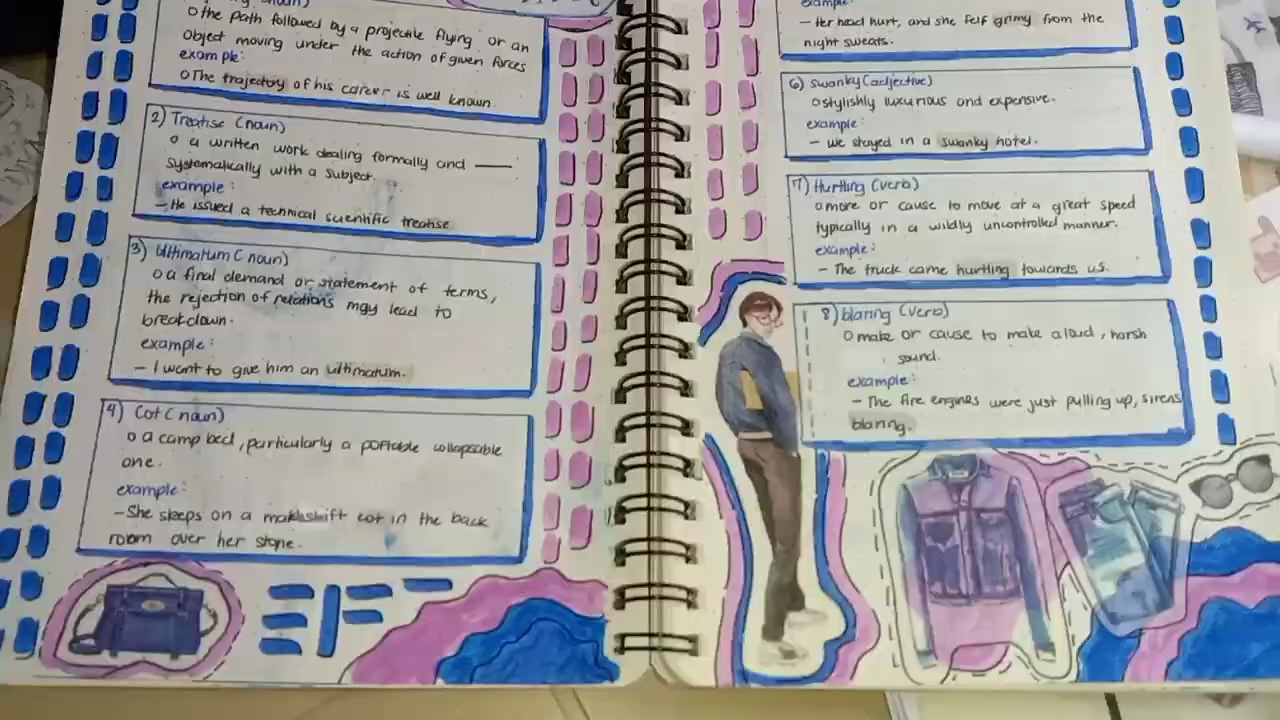 o the path followed by a projectile flying or an
object moving under the action of given forces
example:
o The trajectory of his career is well known.
2) Treatise (noun)
o a written work dealing formally and
systematically with a subject.
example:
- He issued a technical scientific treatise
3) Ultimatum (noun)
o a final demand or statement of terms,
the rejection of relations may lead to
breakdown.
example:
- I want to give him an ultimatum.
4) Cot (noun)
o a camp bed, particularly a portable collapsable
one.
example:
- She sleeps on a makeshift cot in the back
room over her stone.
example:
- Her head hurt, and she felt grimy from the
night sweats.
6) Swanky (adjective)
o stylishly luxurious and expensive.
example:
- we stayed in a swanky hotel.
7) Hurtling (verb)
o more or cause to move at a great speed
typically in a wildly uncontrolled manner.
example:
- The truck came hurtling towards us.
8) blaring (verb)
o make or cause to make a loud, harsh
sound.
example:
- The fire engines were just pulling up, sirens
blaring.